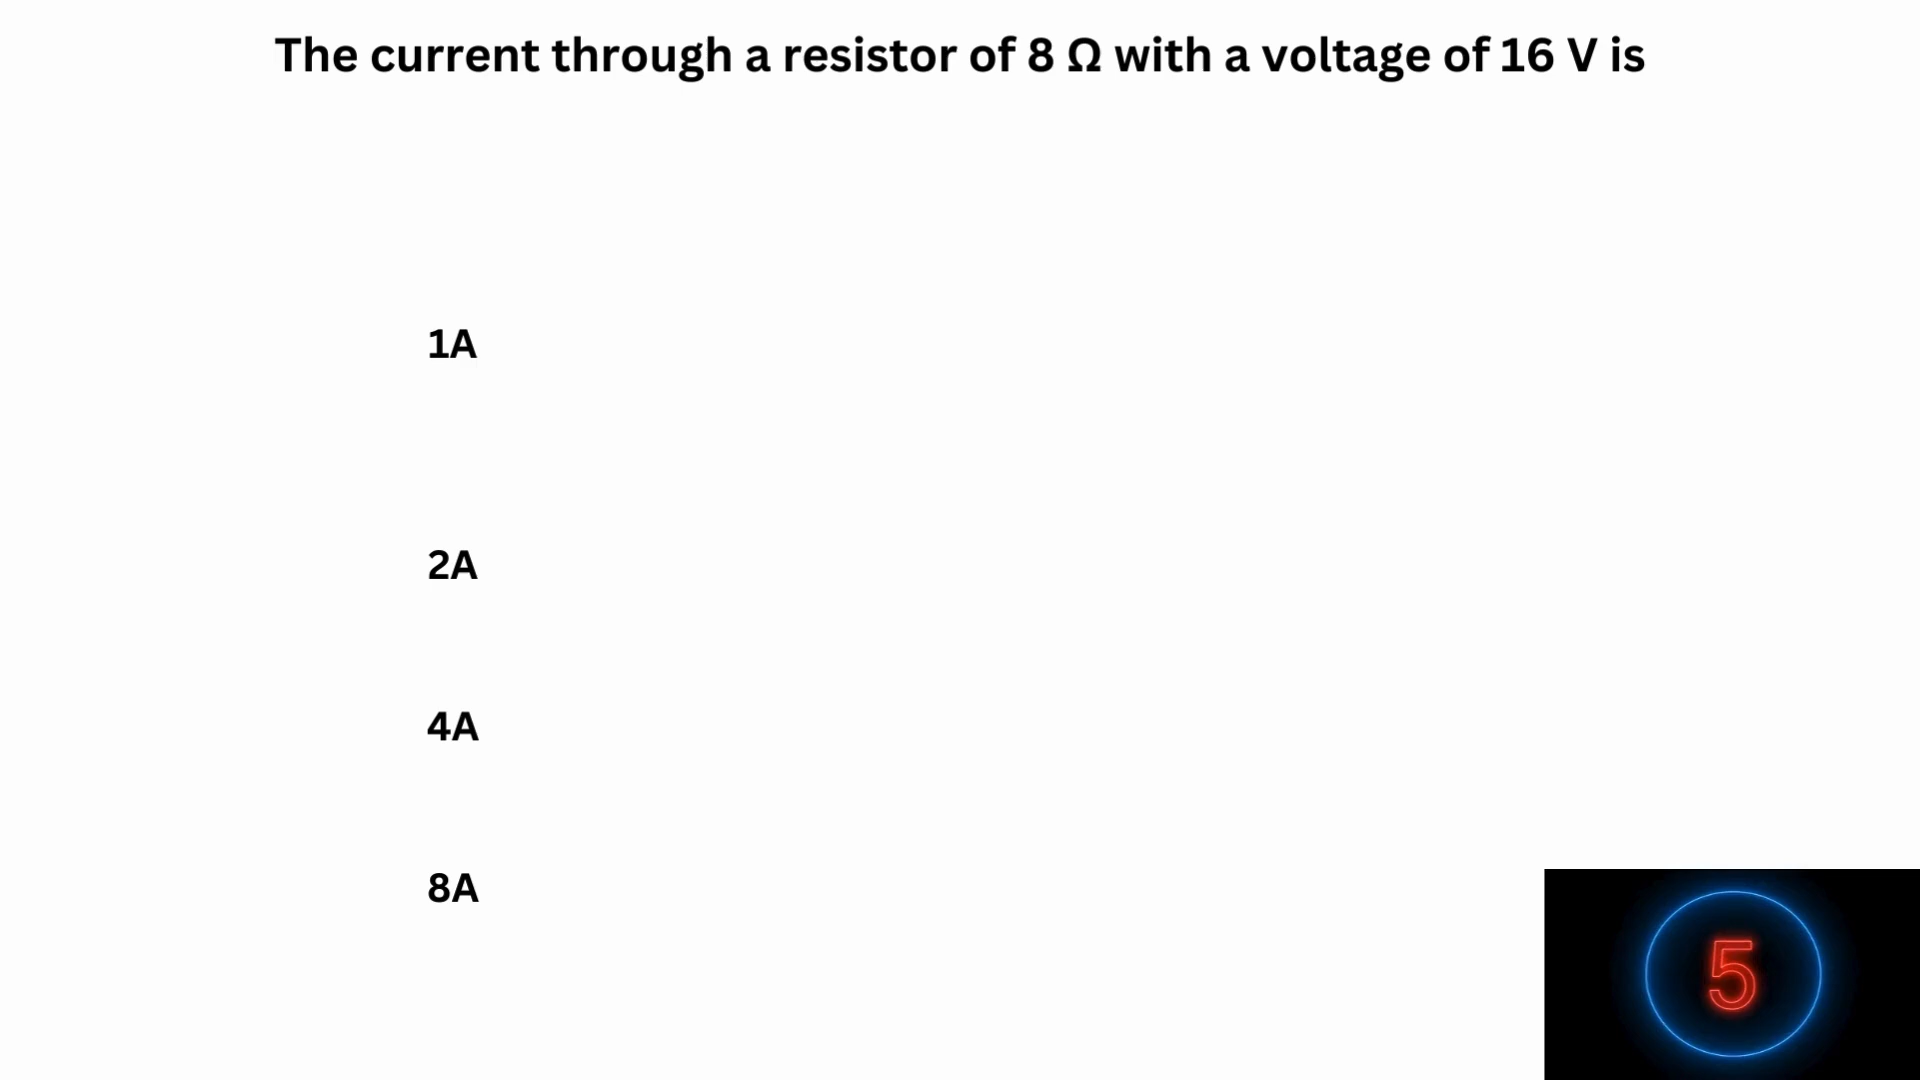 The current through a resistor of 8 Ω with a voltage of 16 V is
1A
2A
4A
8A
5